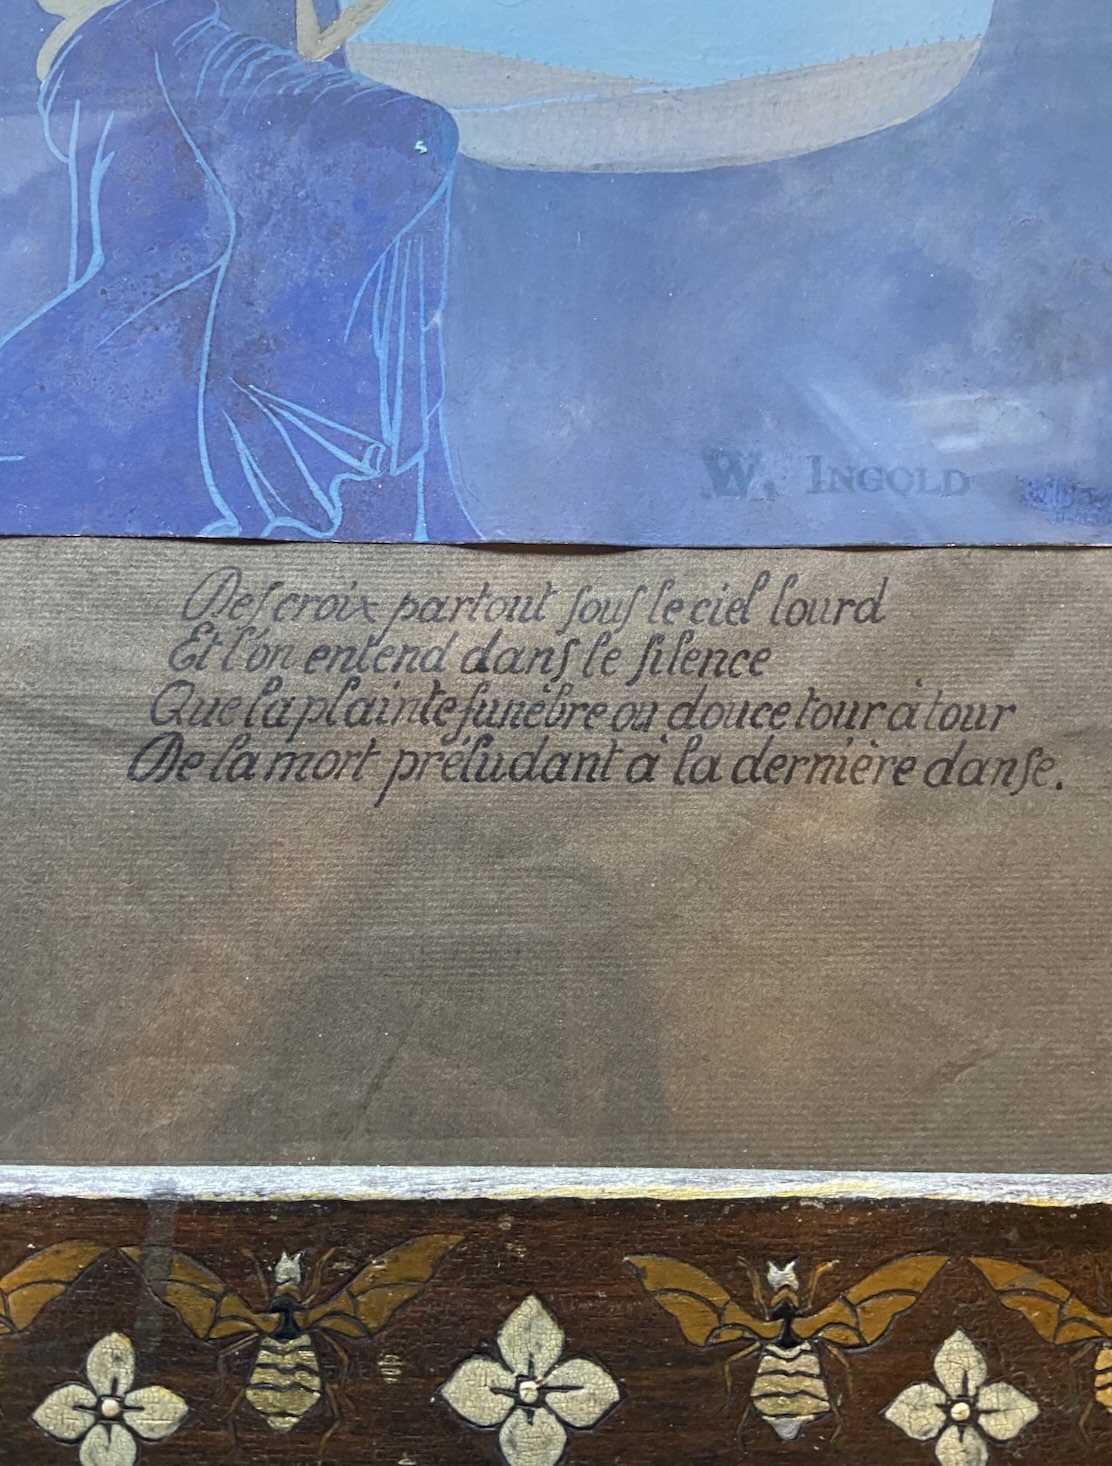 W. INGOLD
Des croix partout sous le ciel lourd
Et l'on entend dans le silence
Que la plainte funèbre ou douce tour à tour
De la mort préludant à la dernière danse.